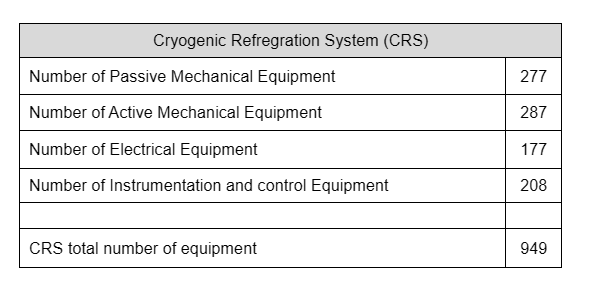 Cryogenic Refregration System (CRS)
Number of Passive Mechanical Equipment 277
Number of Active Mechanical Equipment 287
Number of Electrical Equipment 177
Number of Instrumentation and control Equipment 208
CRS total number of equipment 949